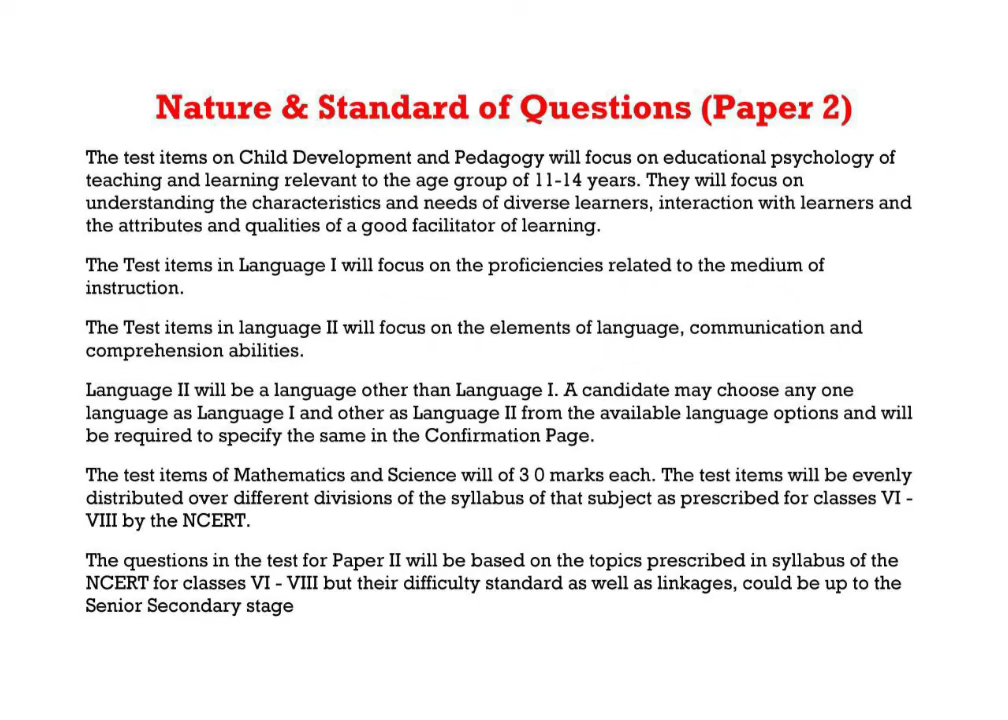 Nature & Standard of Questions (Paper 2)
The test items on Child Development and Pedagogy will focus on educational psychology of
teaching and learning relevant to the age group of 11-14 years. They will focus on
understanding the characteristics and needs of diverse learners, interaction with learners and
the attributes and qualities of a good facilitator of learning.
The Test items in Language I will focus on the proficiencies related to the medium of
instruction.
The Test items in language II will focus on the elements of language, communication and
comprehension abilities.
Language II will be a language other than Language I. A candidate may choose any one
language as Language I and other as Language II from the available language options and will
be required to specify the same in the Confirmation Page.
The test items of Mathematics and Science will of 3 0 marks each. The test items will be evenly
distributed over different divisions of the syllabus of that subject as prescribed for classes VI -
VIII by the NCERT.
The questions in the test for Paper II will be based on the topics prescribed in syllabus of the
NCERT for classes VI - VIII but their difficulty standard as well as linkages, could be up to the
Senior Secondary stage